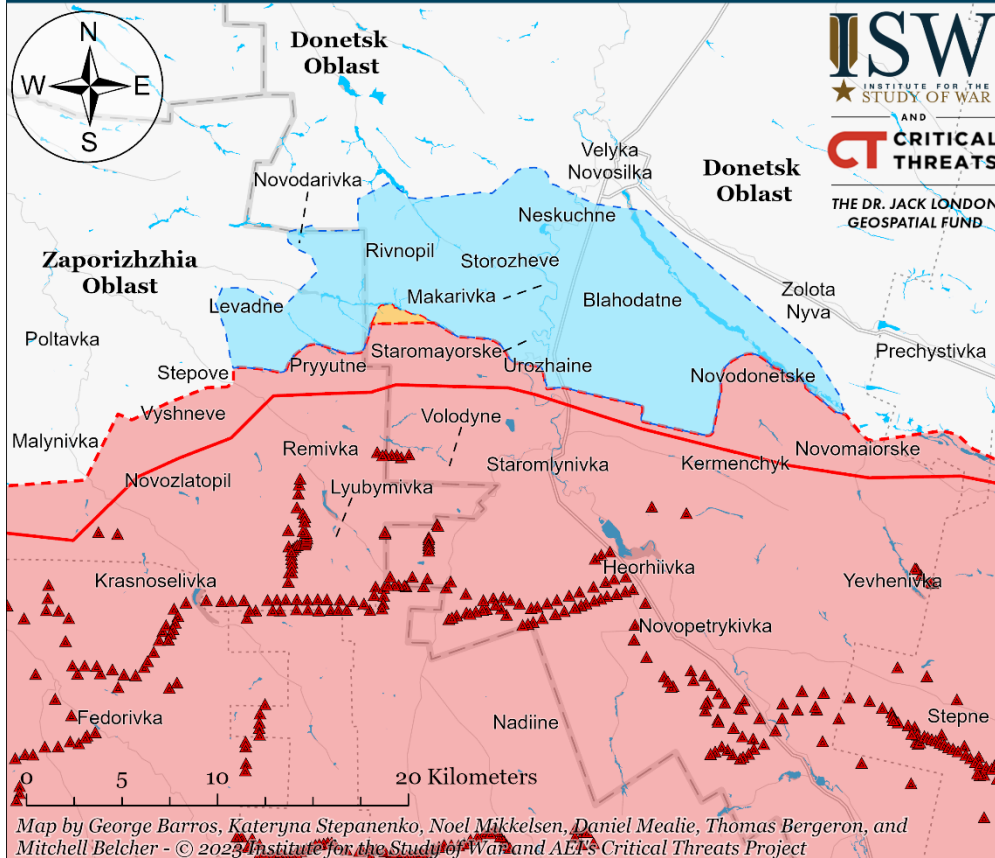 N
W E
S
Donetsk
Oblast
ISW
INSTITUTE FOR THE
STUDY OF WAR
AND
CT CRITICAL
THREATS
THE DR. JACK LONDON
GEOSPATIAL FUND
Velyka
Novosilka
Donetsk
Oblast
Novodarivka
Neskuchne
Rivnopil
Storozheve
Zaporizhzhia
Oblast
Levadne
Makarivka
Blahodatne
Zolota
Nyva
Poltavka
Staromayorske
Prechystivka
Stepove
Pryyutne
Urozhaine
Novodonetske
Vyshneve
Volodyne
Malynivka
Remivka
Novomaiorske
Staromlynivka
Kermenchyk
Novozlatopil
Lyubymivka
Krasnoselivka
Heorhiivka
Yevhenivka
Novopetrykivka
Fedorivka
Nadiine
Stepne
0 5 10 20 Kilometers
Map by George Barros, Kateryna Stepanenko, Noel Mikkelsen, Daniel Mealie, Thomas Bergeron, and
Mitchell Belcher - © 2023 Institute for the Study of War and AEI's Critical Threats Project